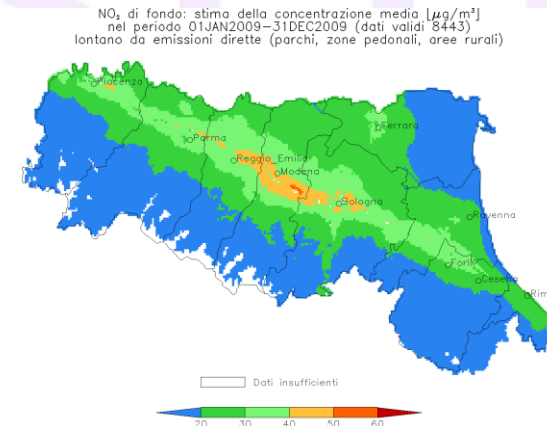 NO₂ di fondo: stima della concentrazione media [µg/m³]
nel periodo 01JAN2009–31DEC2009 (dati validi 8443)
lontano da emissioni dirette (parchi, zone pedonali, aree rurali)
Piacenza
Ferrara
Parma
Reggio Emilia
Modena
Bologna
Ravenna
Forlì
Cesena
Rim
Dati insufficienti
20 30 40 50 60